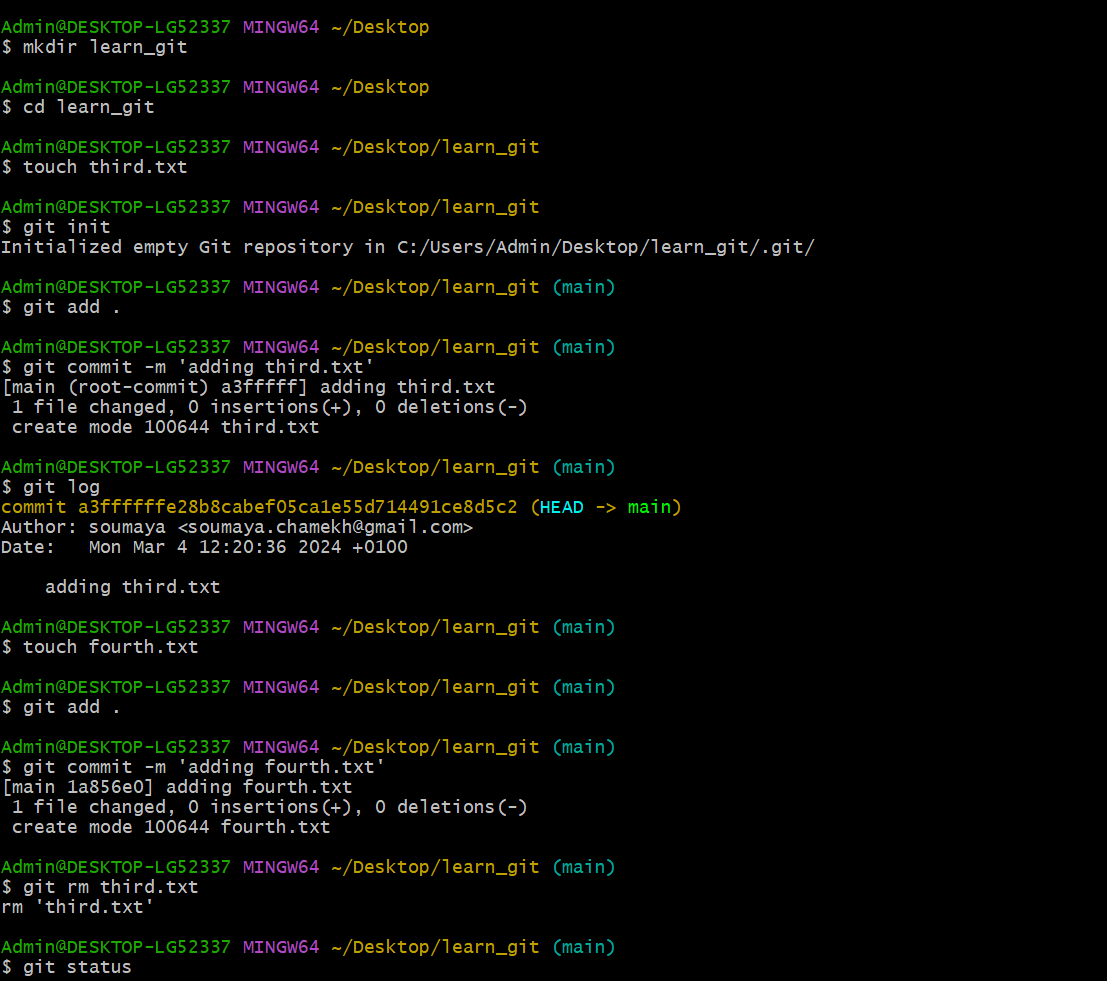 Admin@DESKTOP-LG52337 MINGW64 ~/Desktop
$ mkdir learn_git
Admin@DESKTOP-LG52337 MINGW64 ~/Desktop
$ cd learn_git
Admin@DESKTOP-LG52337 MINGW64 ~/Desktop/learn_git
$ touch third.txt
Admin@DESKTOP-LG52337 MINGW64 ~/Desktop/learn_git
$ git init
Initialized empty Git repository in C:/Users/Admin/Desktop/learn_git/.git/
Admin@DESKTOP-LG52337 MINGW64 ~/Desktop/learn_git (main)
$ git add .
Admin@DESKTOP-LG52337 MINGW64 ~/Desktop/learn_git (main)
$ git commit -m 'adding third.txt'
[main (root-commit) a3fffff] adding third.txt
 1 file changed, 0 insertions(+), 0 deletions(-)
 create mode 100644 third.txt
Admin@DESKTOP-LG52337 MINGW64 ~/Desktop/learn_git (main)
$ git log
commit a3ffffffe28b8cabef05ca1e55d714491ce8d5c2 (HEAD -> main)
Author: soumaya <soumaya.chamekh@gmail.com>
Date:   Mon Mar 4 12:20:36 2024 +0100
    adding third.txt
Admin@DESKTOP-LG52337 MINGW64 ~/Desktop/learn_git (main)
$ touch fourth.txt
Admin@DESKTOP-LG52337 MINGW64 ~/Desktop/learn_git (main)
$ git add .
Admin@DESKTOP-LG52337 MINGW64 ~/Desktop/learn_git (main)
$ git commit -m 'adding fourth.txt'
[main 1a856e0] adding fourth.txt
 1 file changed, 0 insertions(+), 0 deletions(-)
 create mode 100644 fourth.txt
Admin@DESKTOP-LG52337 MINGW64 ~/Desktop/learn_git (main)
$ git rm third.txt
rm 'third.txt'
Admin@DESKTOP-LG52337 MINGW64 ~/Desktop/learn_git (main)
$ git status